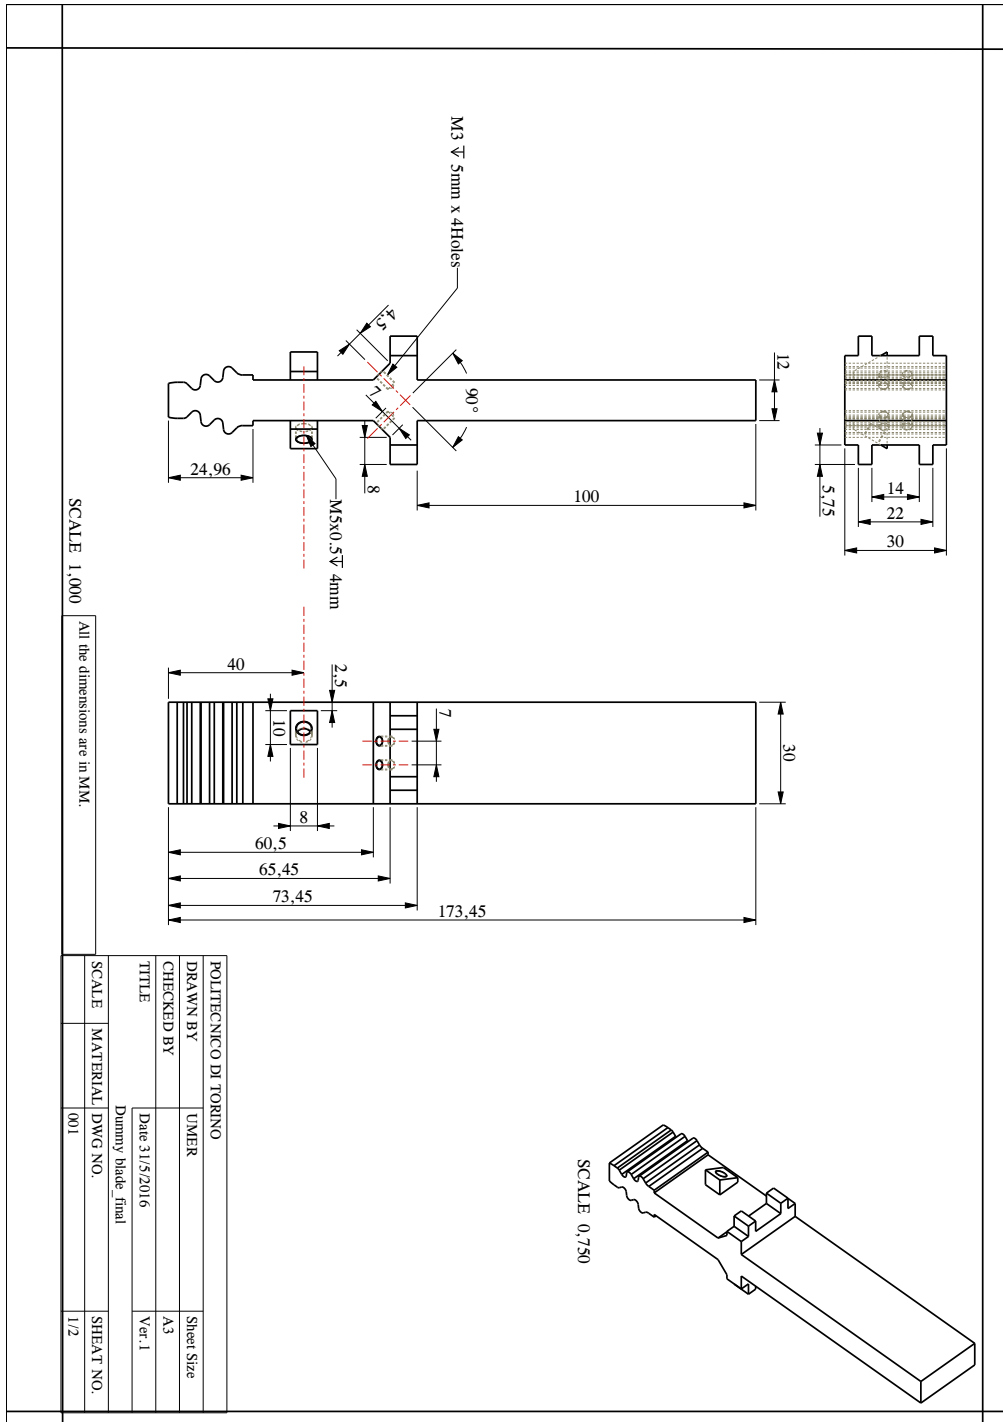 M3 ↧ 5mm x 4Holes
4.5
7
90°
8
12
24,96
100
M5x0.5↧ 4mm
14
22
30
5,75
SCALE 1,000
All the dimensions are in MM.
40
2,5
10
8
7
30
60,5
65,45
73,45
173,45
SCALE 0,750
POLITECNICO DI TORINO
DRAWN BY UMER Sheet Size
CHECKED BY A3
TITLE Date 31/5/2016 Ver.1
Dummy blade_final
SCALE MATERIAL DWG NO. SHEAT NO.
001 1/2